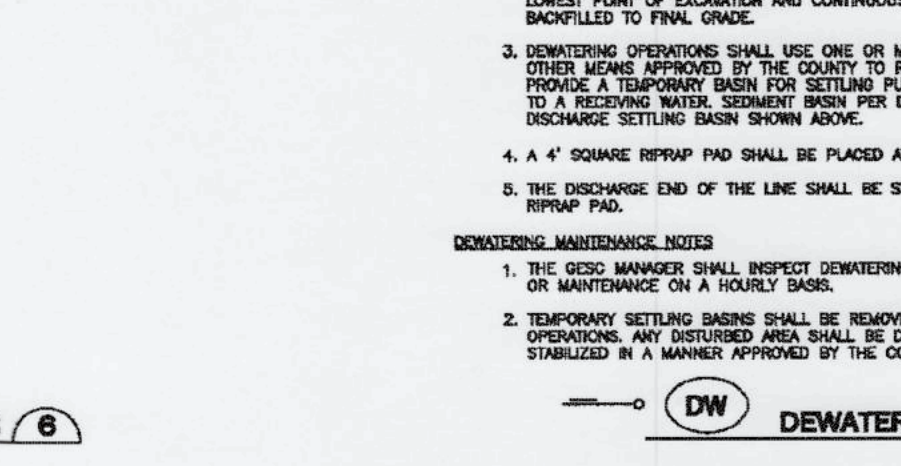 LOWEST POINT OF EXCAVATION AND CONTINUOUS
BACKFILLED TO FINAL GRADE.
3. DEWATERING OPERATIONS SHALL USE ONE OR M
OTHER MEANS APPROVED BY THE COUNTY TO R
PROVIDE A TEMPORARY BASIN FOR SETTLING PU
TO A RECEIVING WATER. SEDIMENT BASIN PER D
DISCHARGE SETTLING BASIN SHOWN ABOVE.
4. A 4' SQUARE RIPRAP PAD SHALL BE PLACED A
5. THE DISCHARGE END OF THE LINE SHALL BE S
RIPRAP PAD.
DEWATERING MAINTENANCE NOTES
1. THE GESC MANAGER SHALL INSPECT DEWATERIN
OR MAINTENANCE ON A HOURLY BASIS.
2. TEMPORARY SETTLING BASINS SHALL BE REMOV
OPERATIONS. ANY DISTURBED AREA SHALL BE D
STABILIZED IN A MANNER APPROVED BY THE CO
6
DW
DEWATER